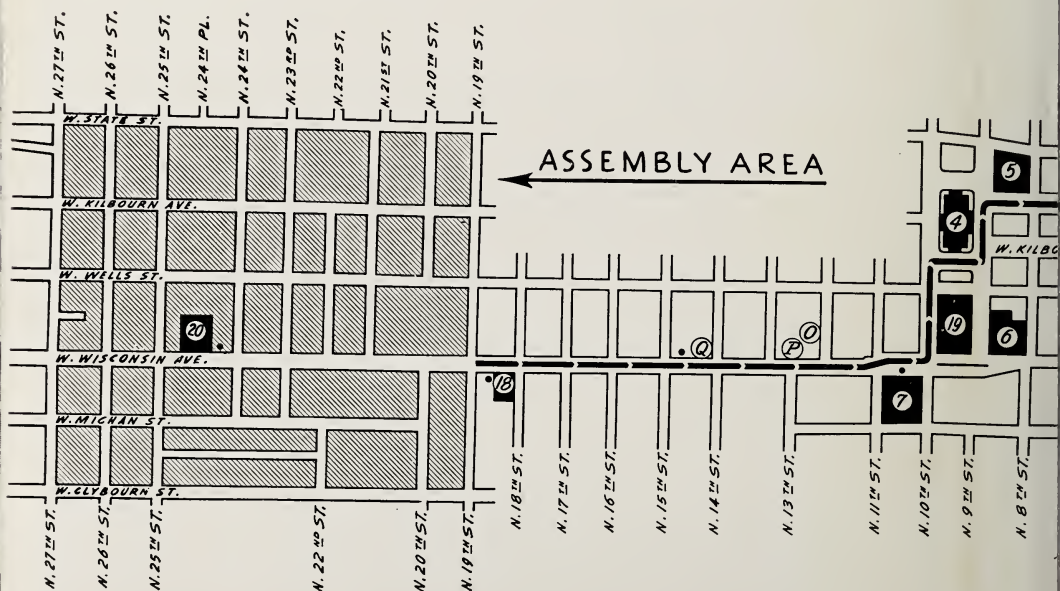 N. 27TH ST.
N. 26TH ST.
N. 25TH ST.
N. 24TH PL.
N. 24TH ST.
N. 23RD ST.
N. 22ND ST.
N. 21ST ST.
N. 20TH ST.
N. 19TH ST.
W. STATE ST.
ASSEMBLY AREA
5
W. KILBOURN AVE.
4
W. KILBO
W. WELLS ST.
20
19
6
O
P
Q
W. WISCONSIN AVE.
18
7
W. MICHAN ST.
W. CLYBOURN ST.
N. 27TH ST.
N. 26TH ST.
N. 25TH ST.
N. 22ND ST.
N. 20TH ST.
N. 19TH ST.
N. 18TH ST.
N. 17TH ST.
N. 16TH ST.
N. 15TH ST.
N. 14TH ST.
N. 13TH ST.
N. 11TH ST.
N. 10TH ST.
N. 9TH ST.
N. 8TH ST.